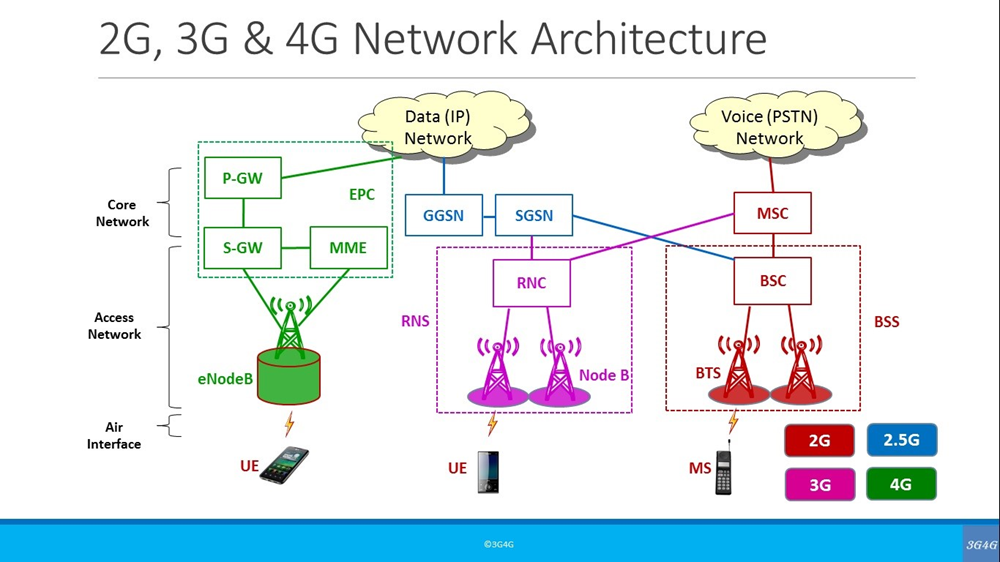 2G, 3G & 4G Network Architecture
Data (IP)
Network
Voice (PSTN)
Network
Core
Network
P-GW
EPC
GGSN
SGSN
MSC
S-GW
MME
RNC
BSC
Access
Network
RNS
BSS
eNodeB
Node B
BTS
Air
Interface
UE
UE
MS
2G
2.5G
3G
4G
©3G4G
3G4G